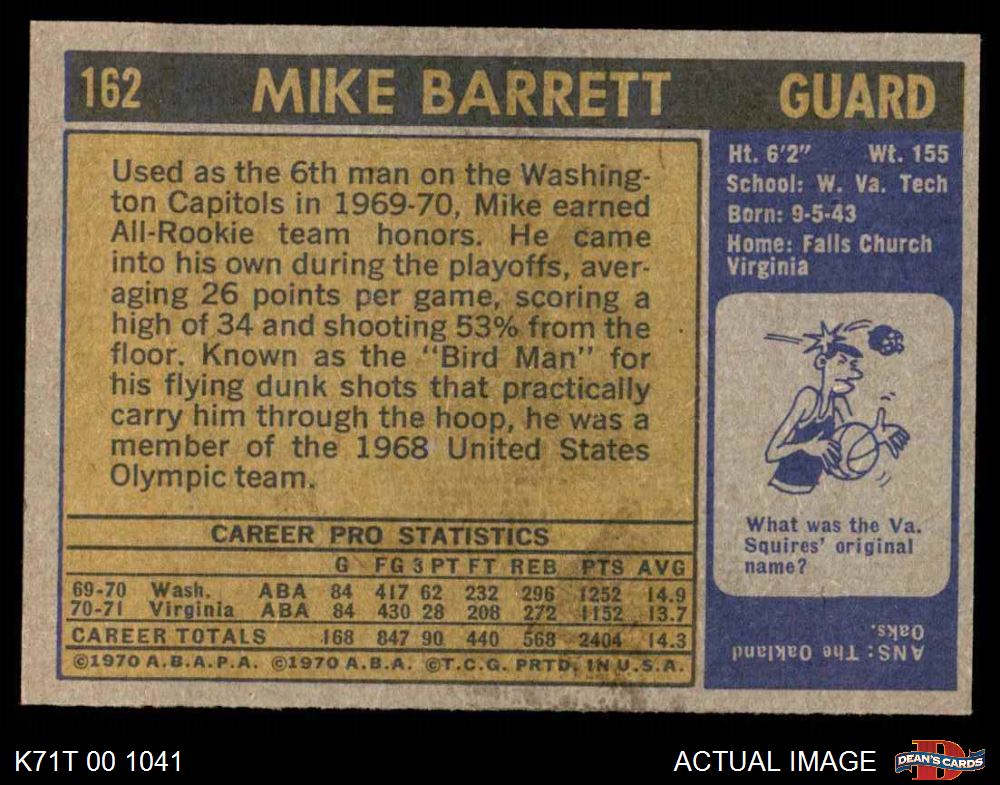 162 MIKE BARRETT GUARD
Used as the 6th man on the Washing-
ton Capitols in 1969-70, Mike earned
All-Rookie team honors. He came
into his own during the playoffs, aver-
aging 26 points per game, scoring a
high of 34 and shooting 53% from the
floor. Known as the "Bird Man" for
his flying dunk shots that practically
carry him through the hoop, he was a
member of the 1968 United States
Olympic team.
CAREER PRO STATISTICS
G FG 3 PT FT REB PTS AVG
69-70 Wash. ABA 84 417 62 232 296 1252 14.9
70-71 Virginia ABA 84 430 28 208 272 1152 13.7
CAREER TOTALS 168 847 90 440 568 2404 14.3
©1970 A.B.A.P.A. ©1970 A.B.A. ©T.C.G. PRTD. IN U.S.A.
Ht. 6'2" Wt. 155
School: W. Va. Tech
Born: 9-5-43
Home: Falls Church
Virginia
What was the Va.
Squires' original
name?
ANS: The Oakland
Oaks.
K71T 00 1041
ACTUAL IMAGE
D
DEAN'S CARDS